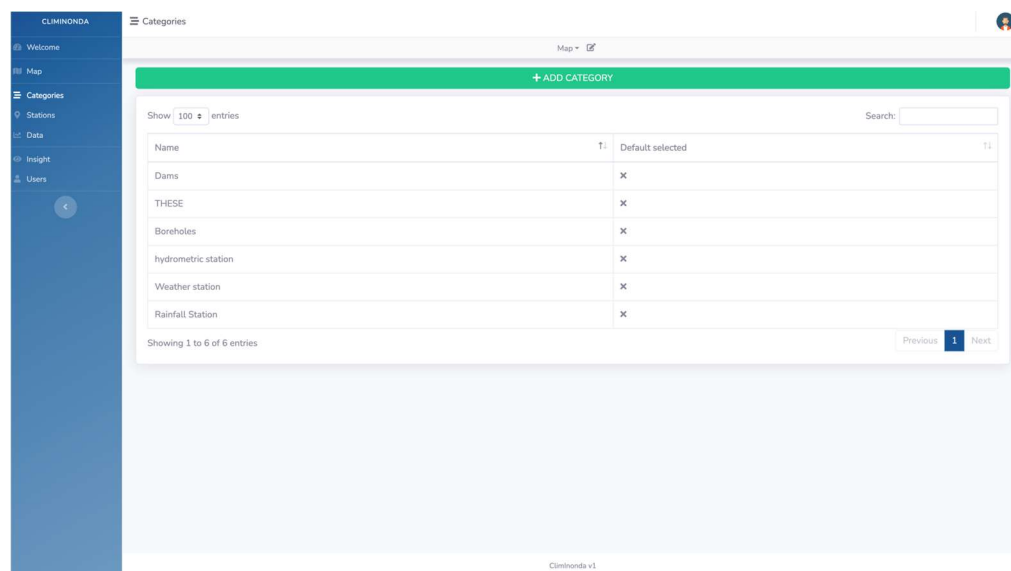 CLIMINONDA
Categories
Welcome
Map
Map
Categories
Stations
Data
Insight
Users
+ ADD CATEGORY
Show 100 entries
Search:
Name
Default selected
Dams
THESE
Boreholes
hydrometric station
Weather station
Rainfall Station
Showing 1 to 6 of 6 entries
Previous 1 Next
ClimInonda v1